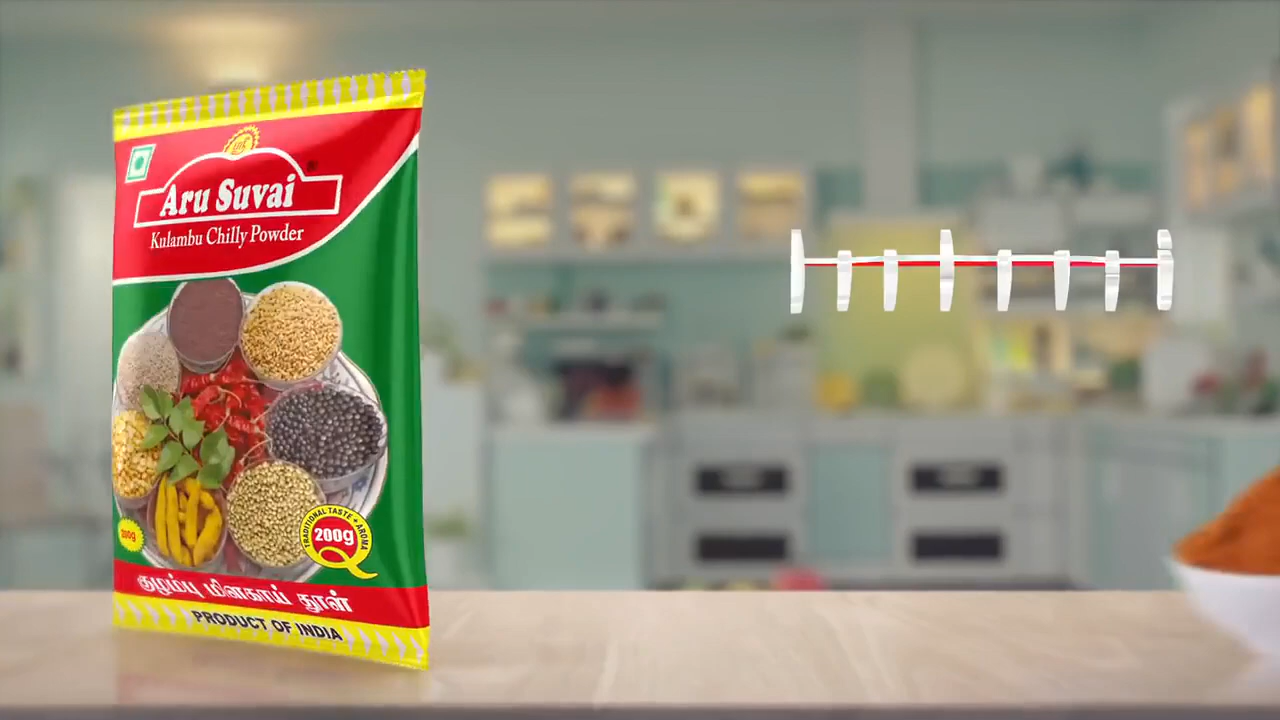 Aru Suvai
Kulambu Chilly Powder
200g
TRADITIONAL TASTE + AROMA
200g
குழம்பு மிளகாய் தூள்
PRODUCT OF INDIA